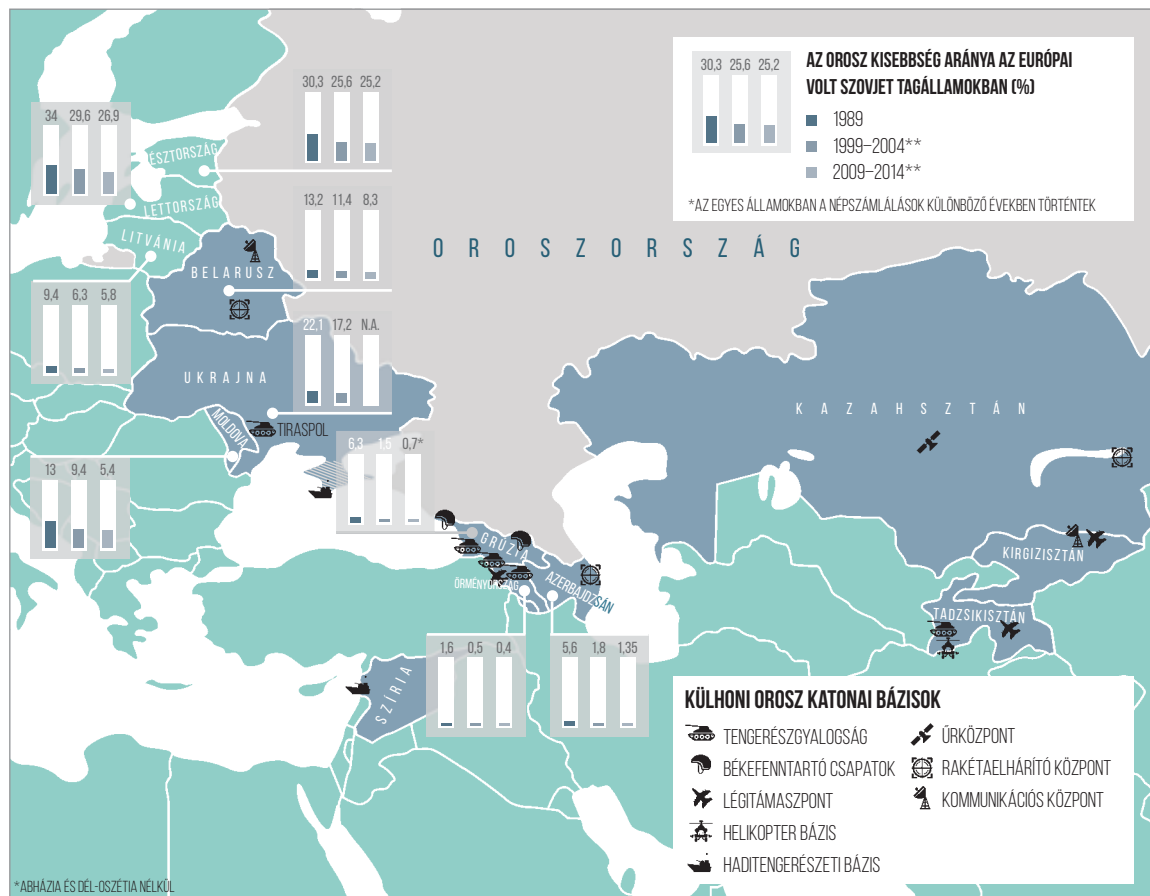 30,3 25,6 25,2
AZ OROSZ KISEBBSÉG ARÁNYA AZ EURÓPAI
VOLT SZOVJET TAGÁLLAMOKBAN (%)
1989
1999–2004**
2009–2014**
*AZ EGYES ÁLLAMOKBAN A NÉPSZÁMLÁLÁSOK KÜLÖNBÖZŐ ÉVEKBEN TÖRTÉNTEK
30,3 25,6 25,2
34 29,6 26,9
ÉSZTORSZÁG
LETTORSZÁG
13,2 11,4 8,3
LITVÁNIA
OROSZORSZÁG
BELARUSZ
9,4 6,3 5,8
22,1 17,2 N.A.
UKRAJNA
KAZAHSZTÁN
MOLDOVA
TIRASPOL
6,3 1,5 0,7*
13 9,4 5,4
GRÚZIA
KIRGIZISZTÁN
ÖRMÉNYORSZÁG
AZERBAJDZSÁN
TADZSIKISZTÁN
1,6 0,5 0,4
5,6 1,8 1,35
SZÍRIA
KÜLHONI OROSZ KATONAI BÁZISOK
TENGERÉSZGYALOGSÁG
BÉKEFENNTARTÓ CSAPATOK
LÉGITÁMASZPONT
HELIKOPTER BÁZIS
HADITENGERÉSZETI BÁZIS
ŰRKÖZPONT
RAKÉTAELHÁRÍTÓ KÖZPONT
KOMMUNIKÁCIÓS KÖZPONT
*ABHÁZIA ÉS DÉL-OSZÉTIA NÉLKÜL